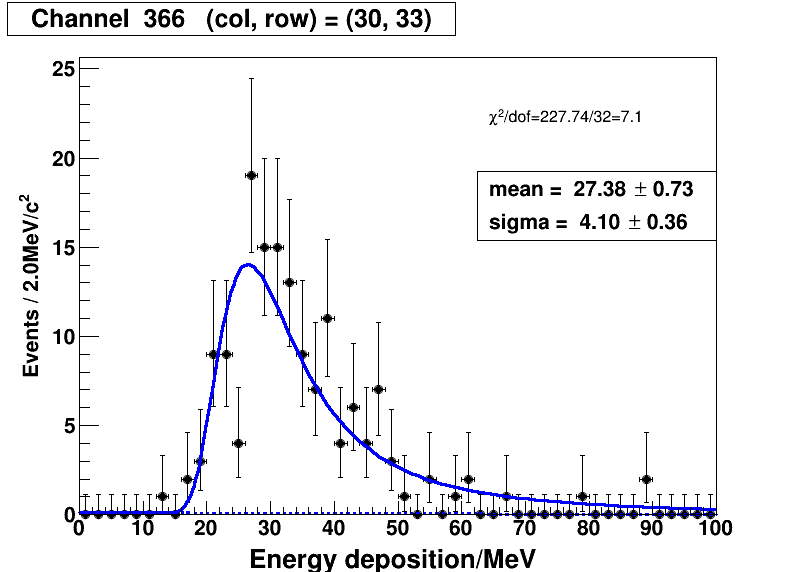 Channel 366 (col, row) = (30, 33)
25
χ²/dof=227.74/32=7.1
20
mean = 27.38 ± 0.73
sigma = 4.10 ± 0.36
15
10
5
0
Events / 2.0MeV/c²
0 10 20 30 40 50 60 70 80 90 100
Energy deposition/MeV